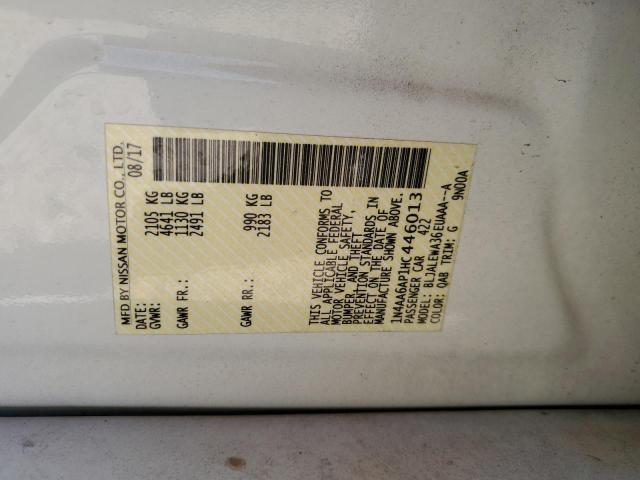 MFD BY NISSAN MOTOR CO., LTD.
DATE: 08/17
GVWR: 2105 KG
4641 LB
GAWR FR.: 1130 KG
2491 LB
GAWR RR.: 990 KG
2183 LB
THIS VEHICLE CONFORMS TO
ALL APPLICABLE FEDERAL
MOTOR VEHICLE SAFETY,
BUMPER, AND THEFT
PREVENTION STANDARDS IN
EFFECT ON THE DATE OF
MANUFACTURE SHOWN ABOVE.
1N4AA6AP1HC446013
PASSENGER CAR 422
MODEL: BLJALEWA36EUAAA--A
COLOR: QAB TRIM: G 9N00A